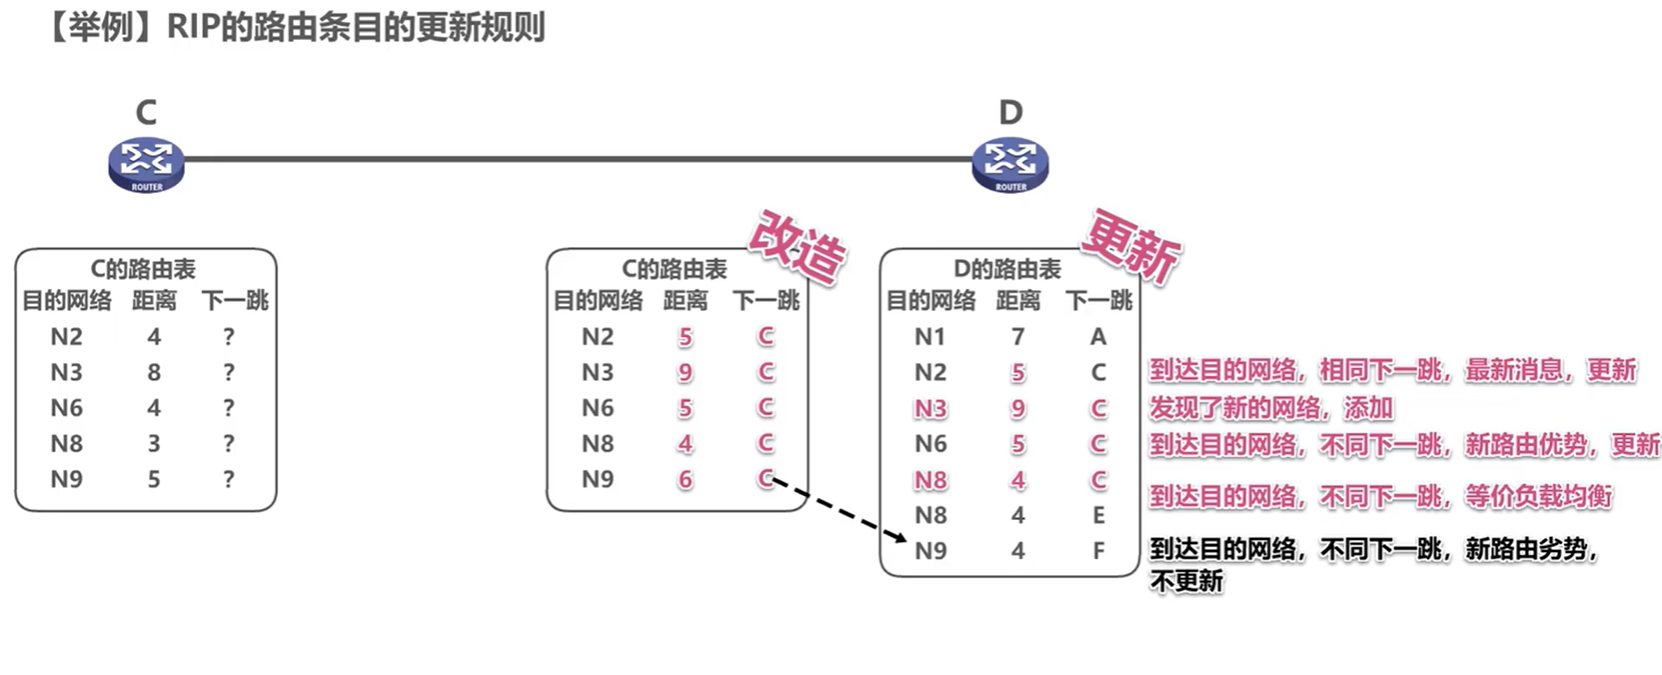 【举例】RIP的路由条目的更新规则
C
D
ROUTER
ROUTER
改造
更新
C的路由表
目的网络 距离 下一跳
N2 4 ?
N3 8 ?
N6 4 ?
N8 3 ?
N9 5 ?
C的路由表
目的网络 距离 下一跳
N2 5 C
N3 9 C
N6 5 C
N8 4 C
N9 6 C
D的路由表
目的网络 距离 下一跳
N1 7 A
N2 5 C
N3 9 C
N6 5 C
N8 4 C
N8 4 E
N9 4 F
到达目的网络，相同下一跳，最新消息，更新
发现了新的网络，添加
到达目的网络，不同下一跳，新路由优势，更新
到达目的网络，不同下一跳，等价负载均衡
到达目的网络，不同下一跳，新路由劣势，
不更新